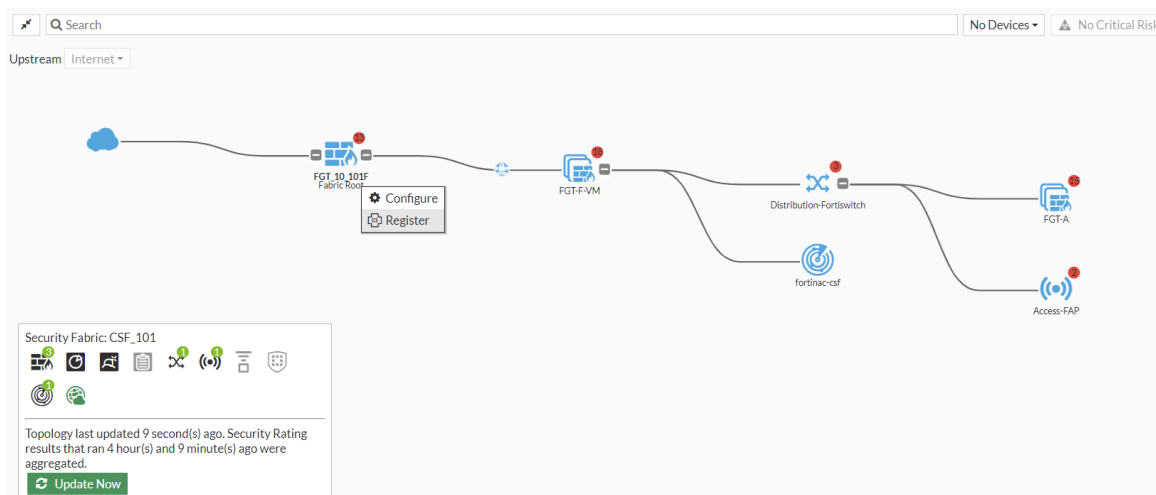 Search
No Devices
No Critical Risk
Upstream
Internet
13
FGT_10_101F
Fabric Root
Configure
Register
18
FGT-F-VM
3
Distribution-Fortiswitch
15
FGT-A
fortinac-csf
2
Access-FAP
Security Fabric: CSF_101
3
1
1
1
Topology last updated 9 second(s) ago. Security Rating
results that ran 4 hour(s) and 9 minute(s) ago were
aggregated.
Update Now